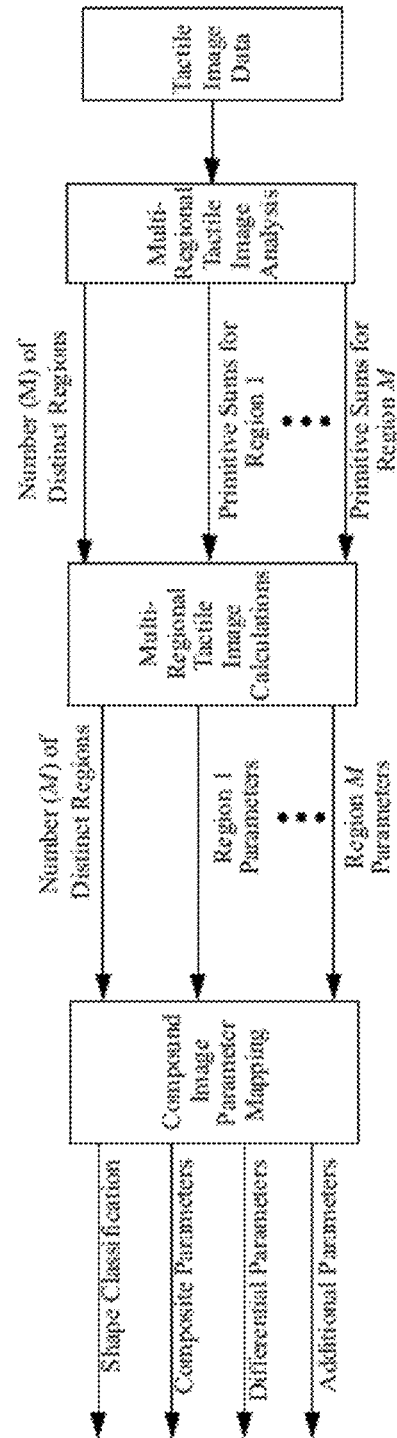 Tactile
Image
Data
Multi-
Regional
Tactile
Image
Analysis
Number (M) of
Distinct Regions
Primitive Sums for
Region 1
Primitive Sums for
Region M
Multi-
Regional
Tactile
Image
Calculations
Number (M) of
Distinct Regions
Region 1
Parameters
Region M
Parameters
Compound
Image
Parameter
Mapping
Shape Classification
Composite Parameters
Differential Parameters
Additional Parameters